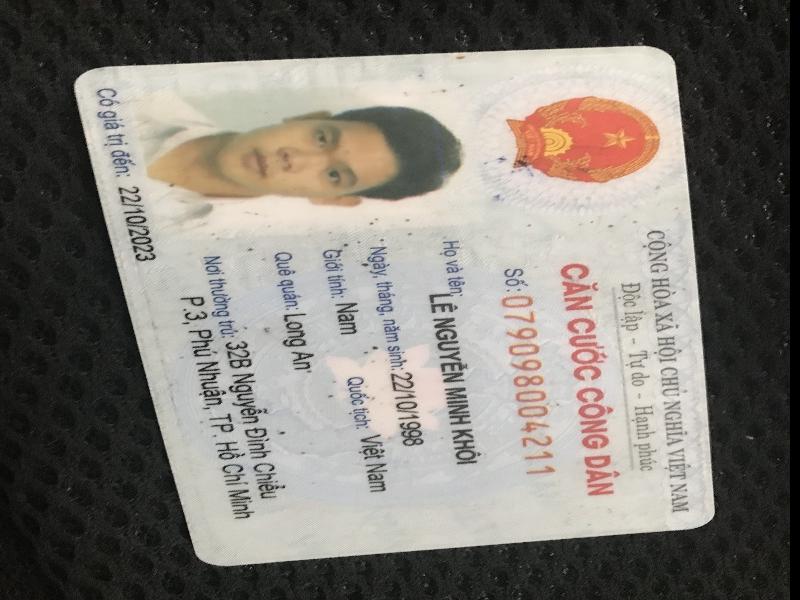 CỘNG HÒA XÃ HỘI CHỦ NGHĨA VIỆT NAM
Độc lập - Tự do - Hạnh phúc
CĂN CƯỚC CÔNG DÂN
Số: 079098004211
Họ và tên: LÊ NGUYỄN MINH KHÔI
Ngày, tháng, năm sinh: 22/10/1998
Giới tính: Nam Quốc tịch: Việt Nam
Quê quán: Long An
Nơi thường trú: 32B Nguyễn Đình Chiểu
P.3, Phú Nhuận, TP. Hồ Chí Minh
Có giá trị đến: 22/10/2023